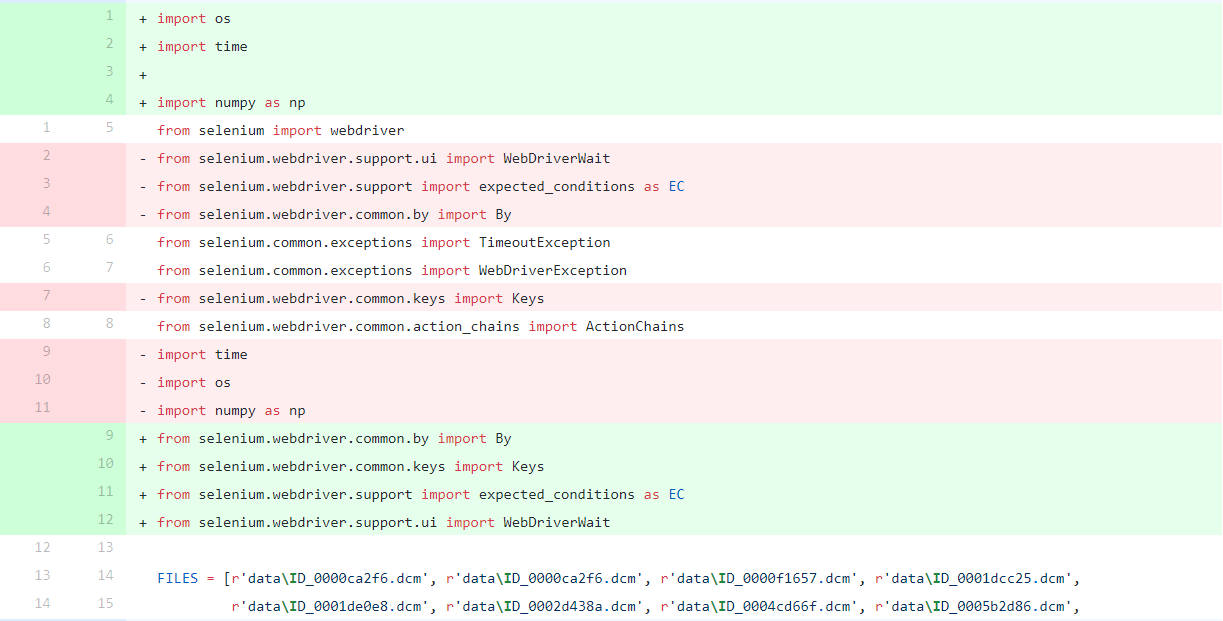 1 + import os
2 + import time
3 +
4 + import numpy as np
1 5 from selenium import webdriver
2 - from selenium.webdriver.support.ui import WebDriverWait
3 - from selenium.webdriver.support import expected_conditions as EC
4 - from selenium.webdriver.common.by import By
5 6 from selenium.common.exceptions import TimeoutException
6 7 from selenium.common.exceptions import WebDriverException
7 - from selenium.webdriver.common.keys import Keys
8 8 from selenium.webdriver.common.action_chains import ActionChains
9 - import time
10 - import os
11 - import numpy as np
9 + from selenium.webdriver.common.by import By
10 + from selenium.webdriver.common.keys import Keys
11 + from selenium.webdriver.support import expected_conditions as EC
12 + from selenium.webdriver.support.ui import WebDriverWait
12 13
13 14 FILES = [r'data\ID_0000ca2f6.dcm', r'data\ID_0000ca2f6.dcm', r'data\ID_0000f1657.dcm', r'data\ID_0001dcc25.dcm',
14 15 r'data\ID_0001de0e8.dcm', r'data\ID_0002d438a.dcm', r'data\ID_0004cd66f.dcm', r'data\ID_0005b2d86.dcm',